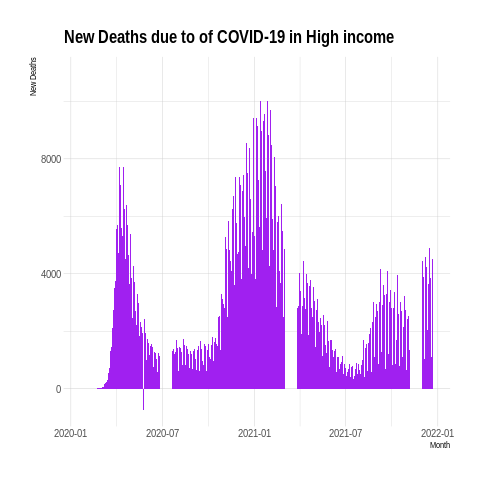 New Deaths due to of COVID-19 in High income
New Deaths
8000
4000
0
2020-01 2020-07 2021-01 2021-07 2022-01
Month